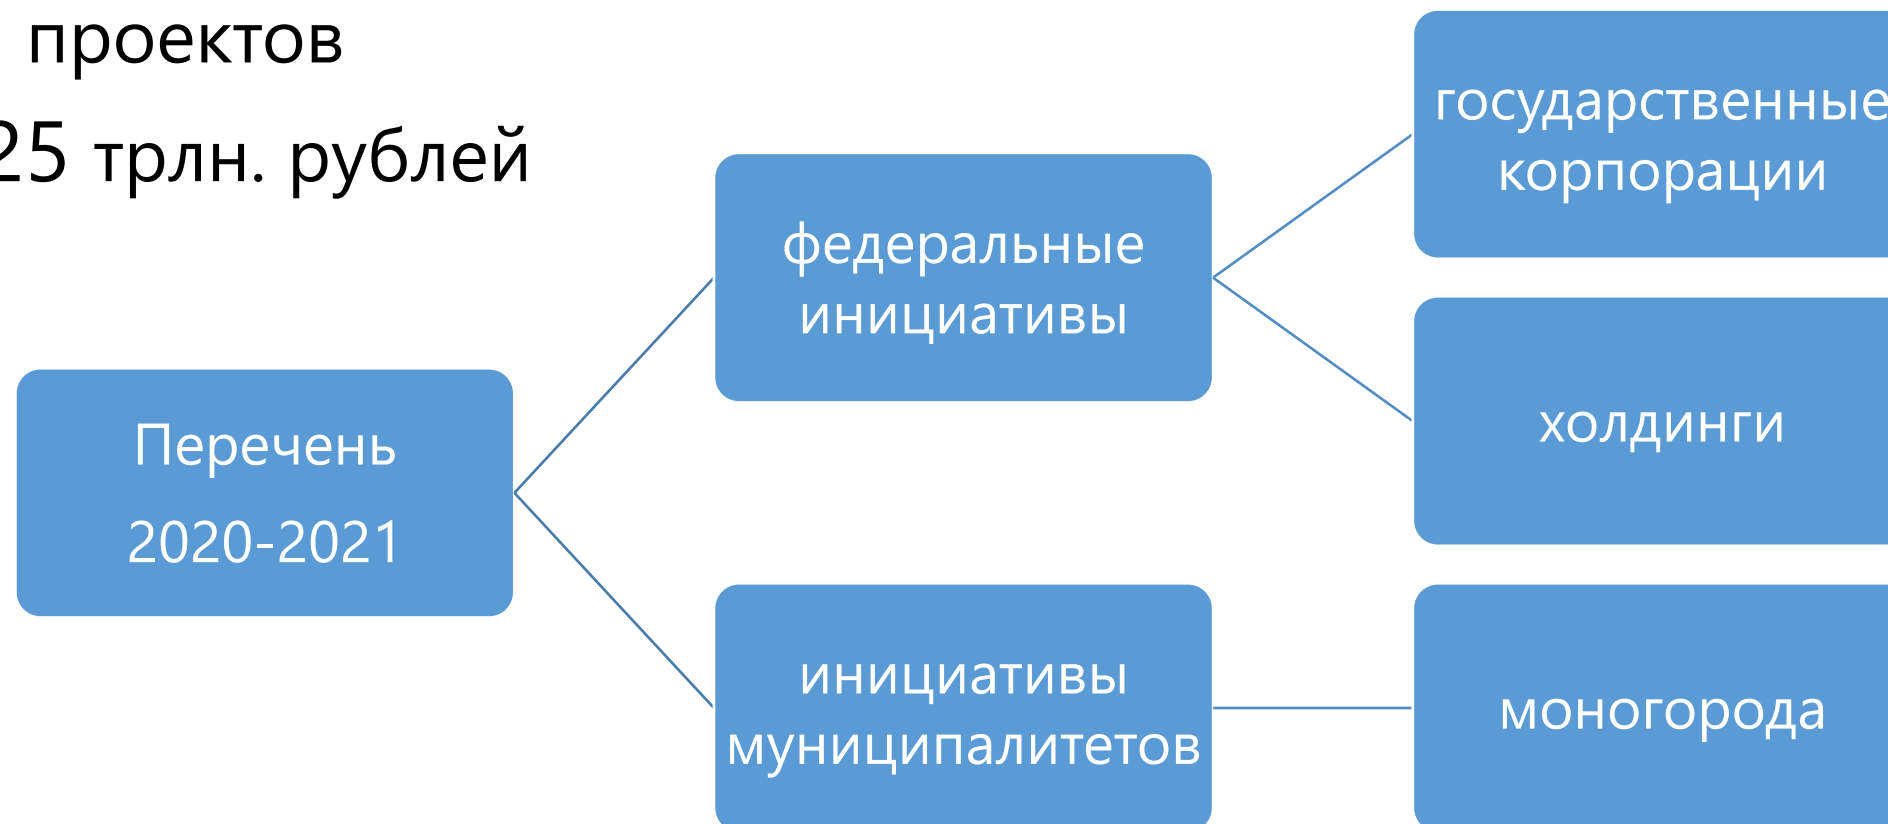 проектов
25 трлн. рублей
государственные
корпорации
федеральные
инициативы
холдинги
Перечень
2020-2021
инициативы
муниципалитетов
моногорода